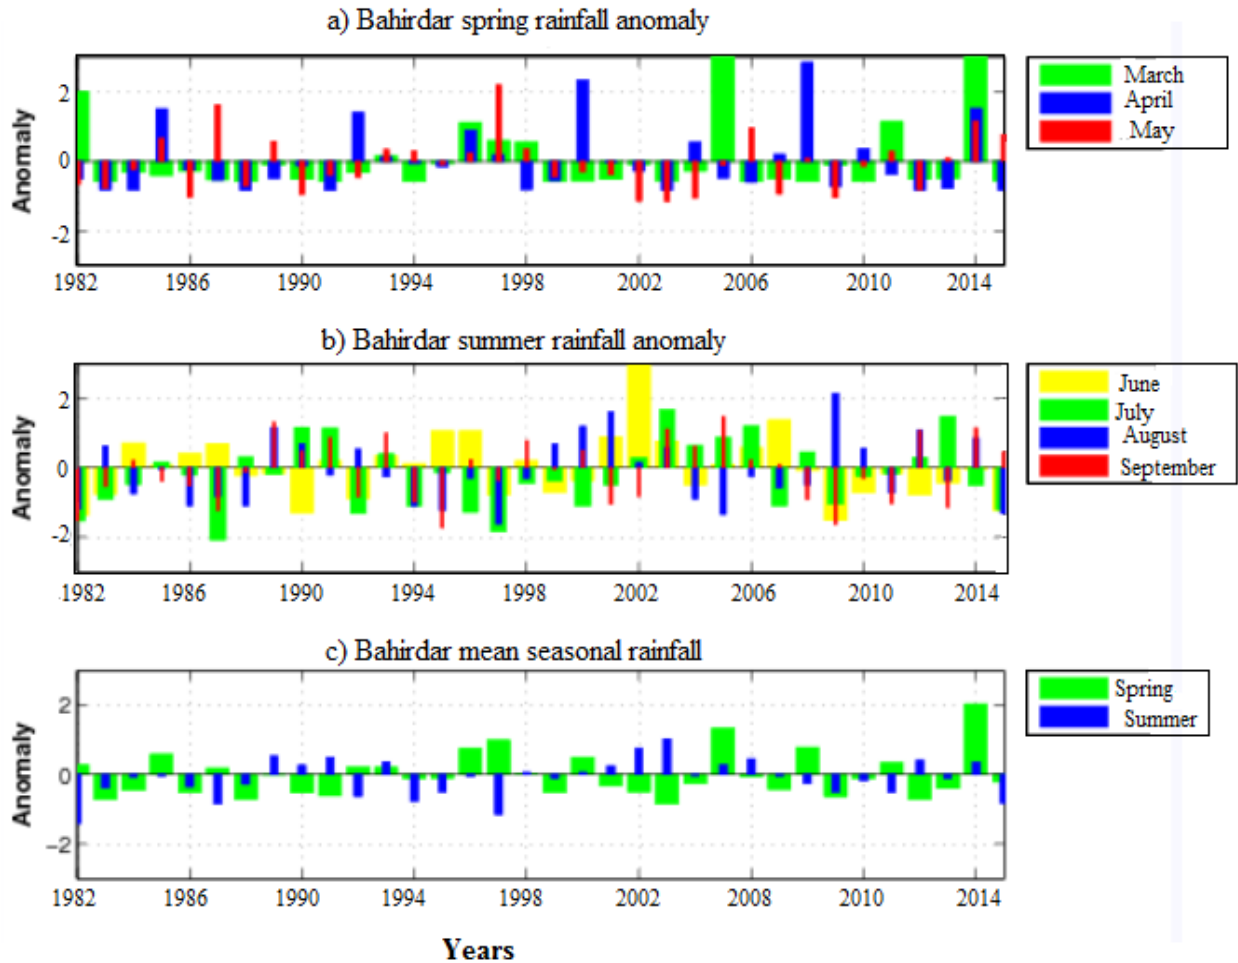 a) Bahirdar spring rainfall anomaly
2
0
-2
Anomaly
1982 1986 1990 1994 1998 2002 2006 2010 2014
March
April
May
b) Bahirdar summer rainfall anomaly
2
0
-2
Anomaly
1982 1986 1990 1994 1998 2002 2006 2010 2014
June
July
August
September
c) Bahirdar mean seasonal rainfall
2
0
-2
Anomaly
1982 1986 1990 1994 1998 2002 2008 2010 2014
Spring
Summer
Years